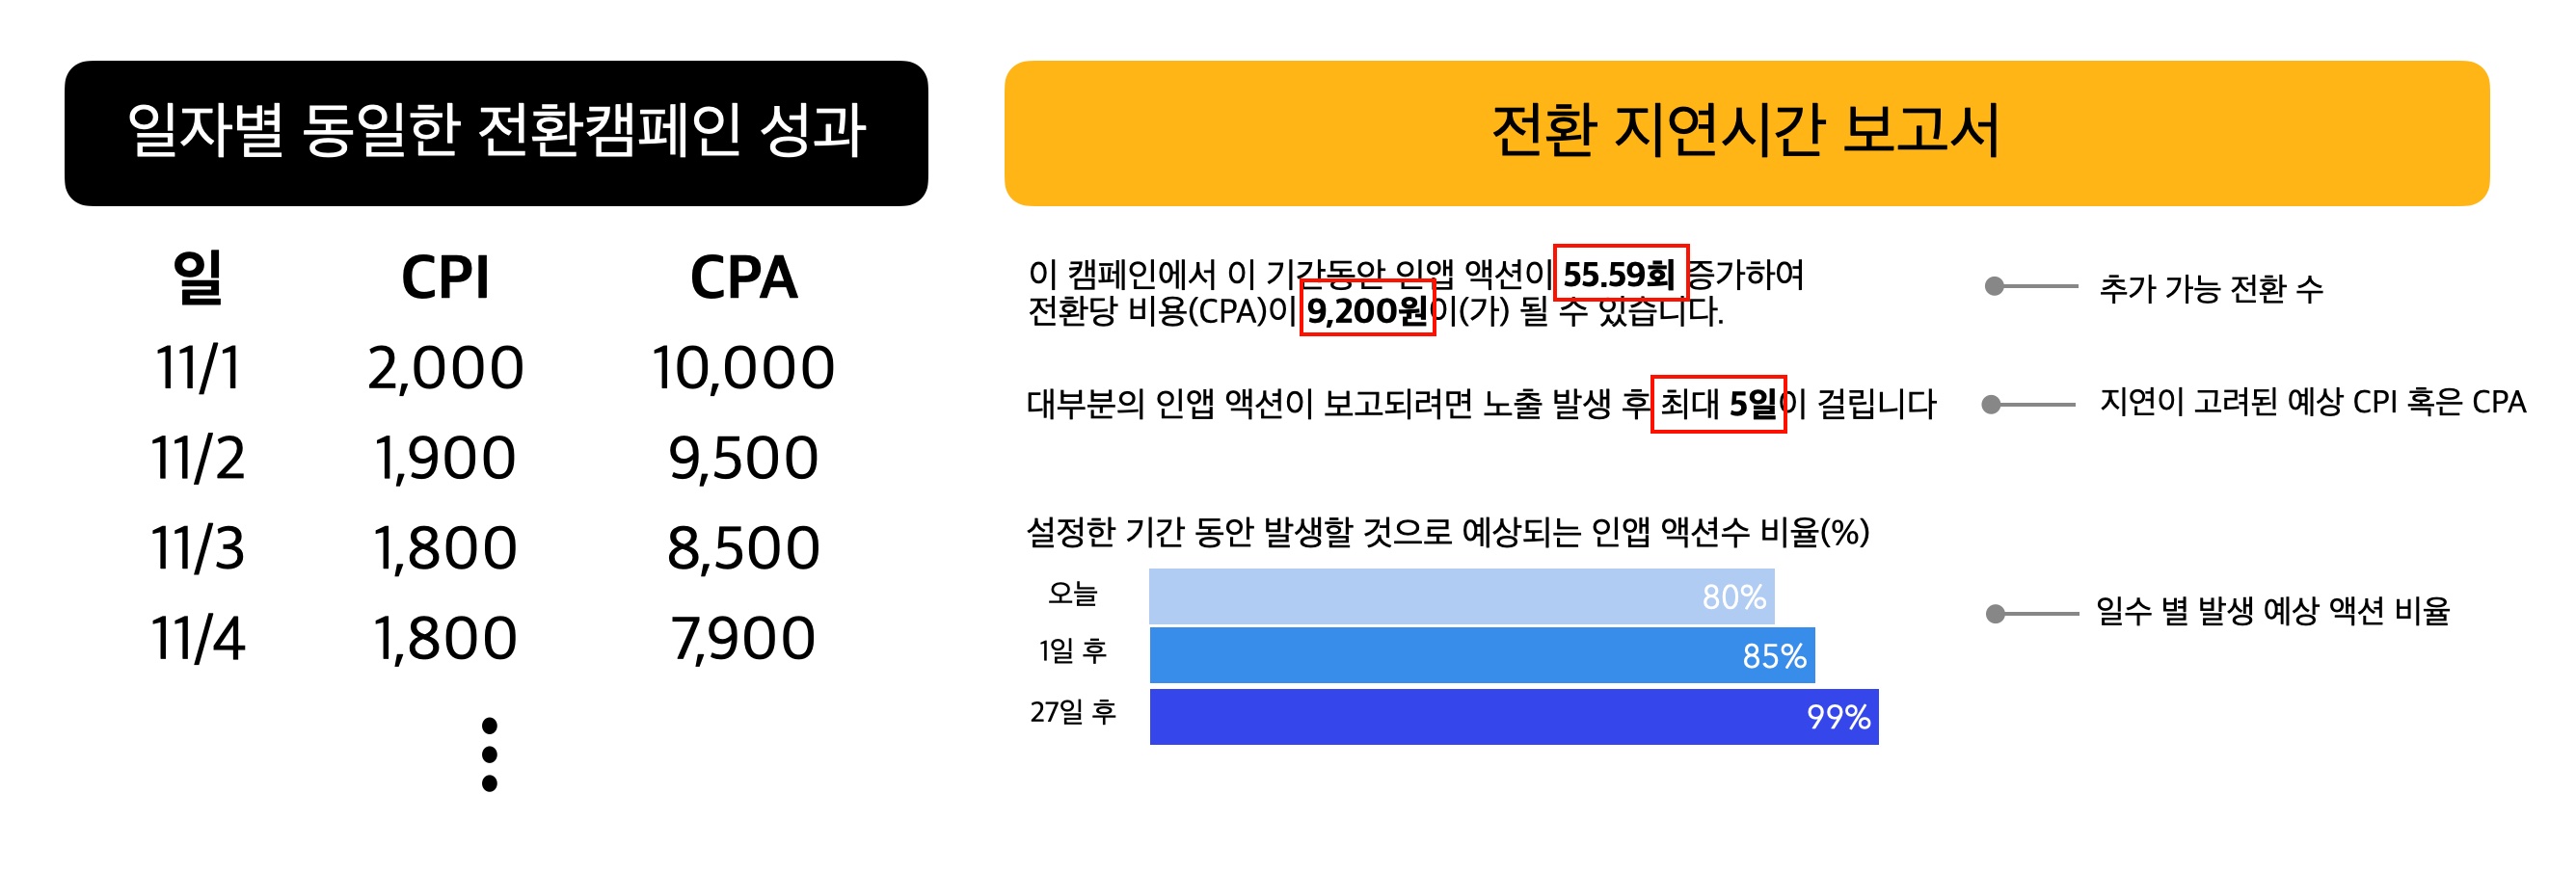 일자별 동일한 전환캠페인 성과
일 CPI CPA
11/1 2,000 10,000
11/2 1,900 9,500
11/3 1,800 8,500
11/4 1,800 7,900
전환 지연시간 보고서
이 캠페인에서 이 기간동안 인앱 액션이 55.59회 증가하여
전환당 비용(CPA)이 9,200원이(가) 될 수 있습니다.
추가 가능 전환 수
대부분의 인앱 액션이 보고되려면 노출 발생 후 최대 5일이 걸립니다
지연이 고려된 예상 CPI 혹은 CPA
설정한 기간 동안 발생할 것으로 예상되는 인앱 액션수 비율(%)
오늘 80%
1일 후 85%
27일 후 99%
일수 별 발생 예상 액션 비율